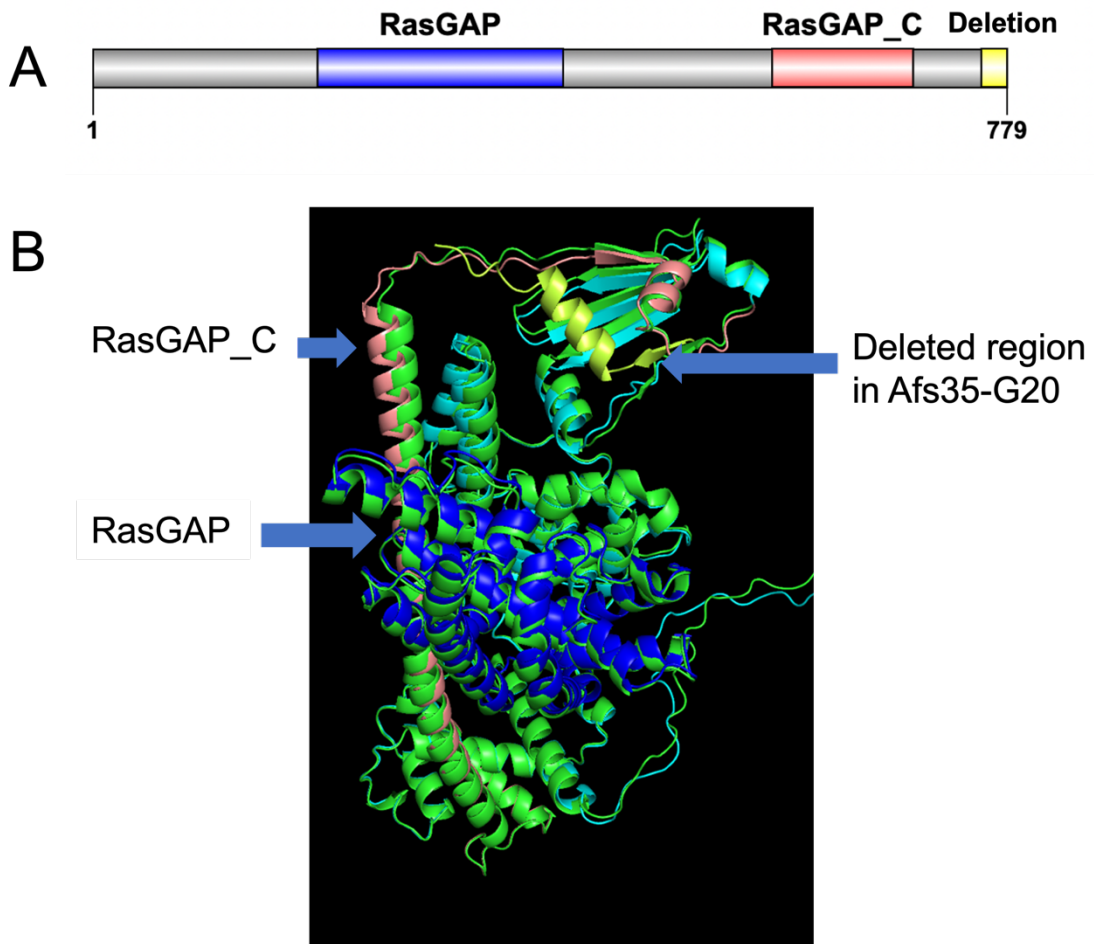 A
RasGAP
RasGAP_C
Deletion
1
779
B
RasGAP_C
Deleted region
in Afs35-G20
RasGAP